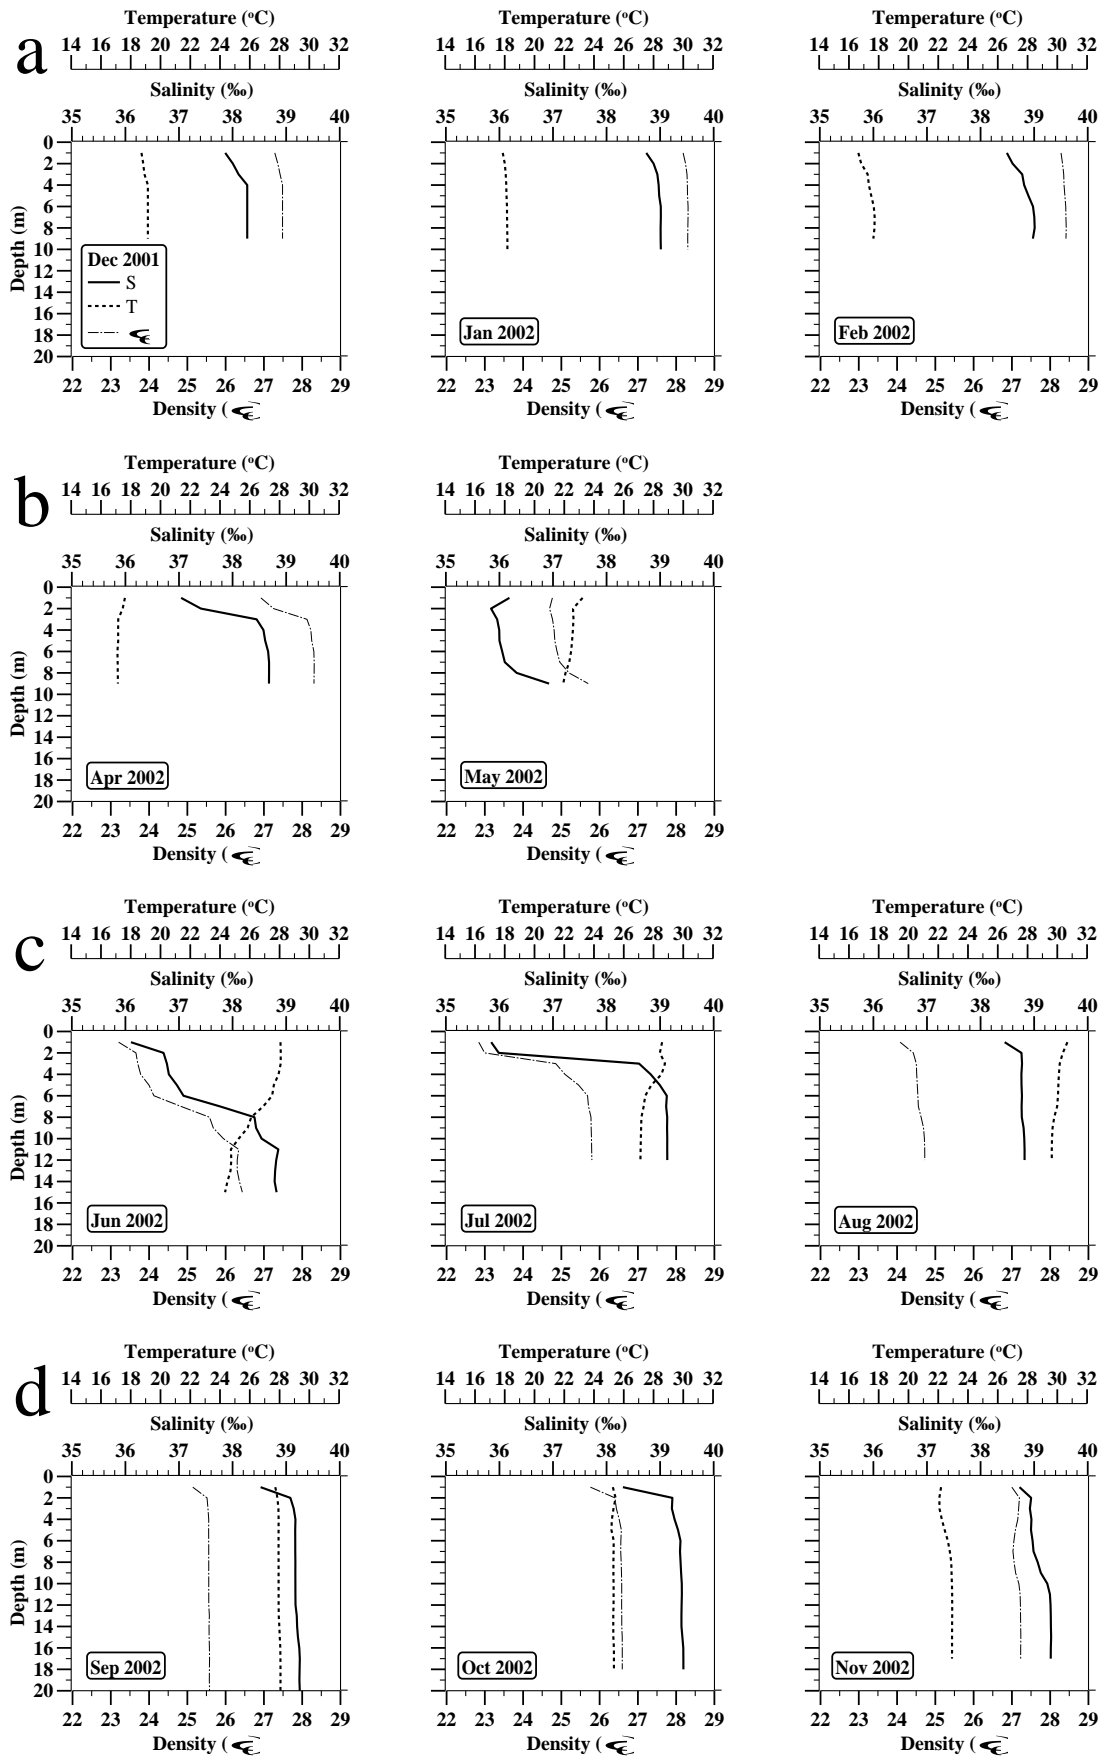 a
Temperature (°C) Temperature (°C) Temperature (°C)
14 16 18 20 22 24 26 28 30 32 14 16 18 20 22 24 26 28 30 32 14 16 18 20 22 24 26 28 30 32
Salinity (‰) Salinity (‰) Salinity (‰)
35 36 37 38 39 40 35 36 37 38 39 40 35 36 37 38 39 40
Depth (m)
0
2
4
6
8
10
12
14
16
18
20
Dec 2001
S
T
Jan 2002
Feb 2002
22 23 24 25 26 27 28 29 22 23 24 25 26 27 28 29 22 23 24 25 26 27 28 29
Density ( Density ( Density (
b
Temperature (°C) Temperature (°C)
14 16 18 20 22 24 26 28 30 32 14 16 18 20 22 24 26 28 30 32
Salinity (‰) Salinity (‰)
35 36 37 38 39 40 35 36 37 38 39 40
Depth (m)
0
2
4
6
8
10
12
14
16
18
20
Apr 2002
May 2002
22 23 24 25 26 27 28 29 22 23 24 25 26 27 28 29
Density ( Density (
c
Temperature (°C) Temperature (°C) Temperature (°C)
14 16 18 20 22 24 26 28 30 32 14 16 18 20 22 24 26 28 30 32 14 16 18 20 22 24 26 28 30 32
Salinity (‰) Salinity (‰) Salinity (‰)
35 36 37 38 39 40 35 36 37 38 39 40 35 36 37 38 39 40
Depth (m)
0
2
4
6
8
10
12
14
16
18
20
Jun 2002
Jul 2002
Aug 2002
22 23 24 25 26 27 28 29 22 23 24 25 26 27 28 29 22 23 24 25 26 27 28 29
Density ( Density ( Density (
d
Temperature (°C) Temperature (°C) Temperature (°C)
14 16 18 20 22 24 26 28 30 32 14 16 18 20 22 24 26 28 30 32 14 16 18 20 22 24 26 28 30 32
Salinity (‰) Salinity (‰) Salinity (‰)
35 36 37 38 39 40 35 36 37 38 39 40 35 36 37 38 39 40
Depth (m)
0
2
4
6
8
10
12
14
16
18
20
Sep 2002
Oct 2002
Nov 2002
22 23 24 25 26 27 28 29 22 23 24 25 26 27 28 29 22 23 24 25 26 27 28 29
Density ( Density ( Density (